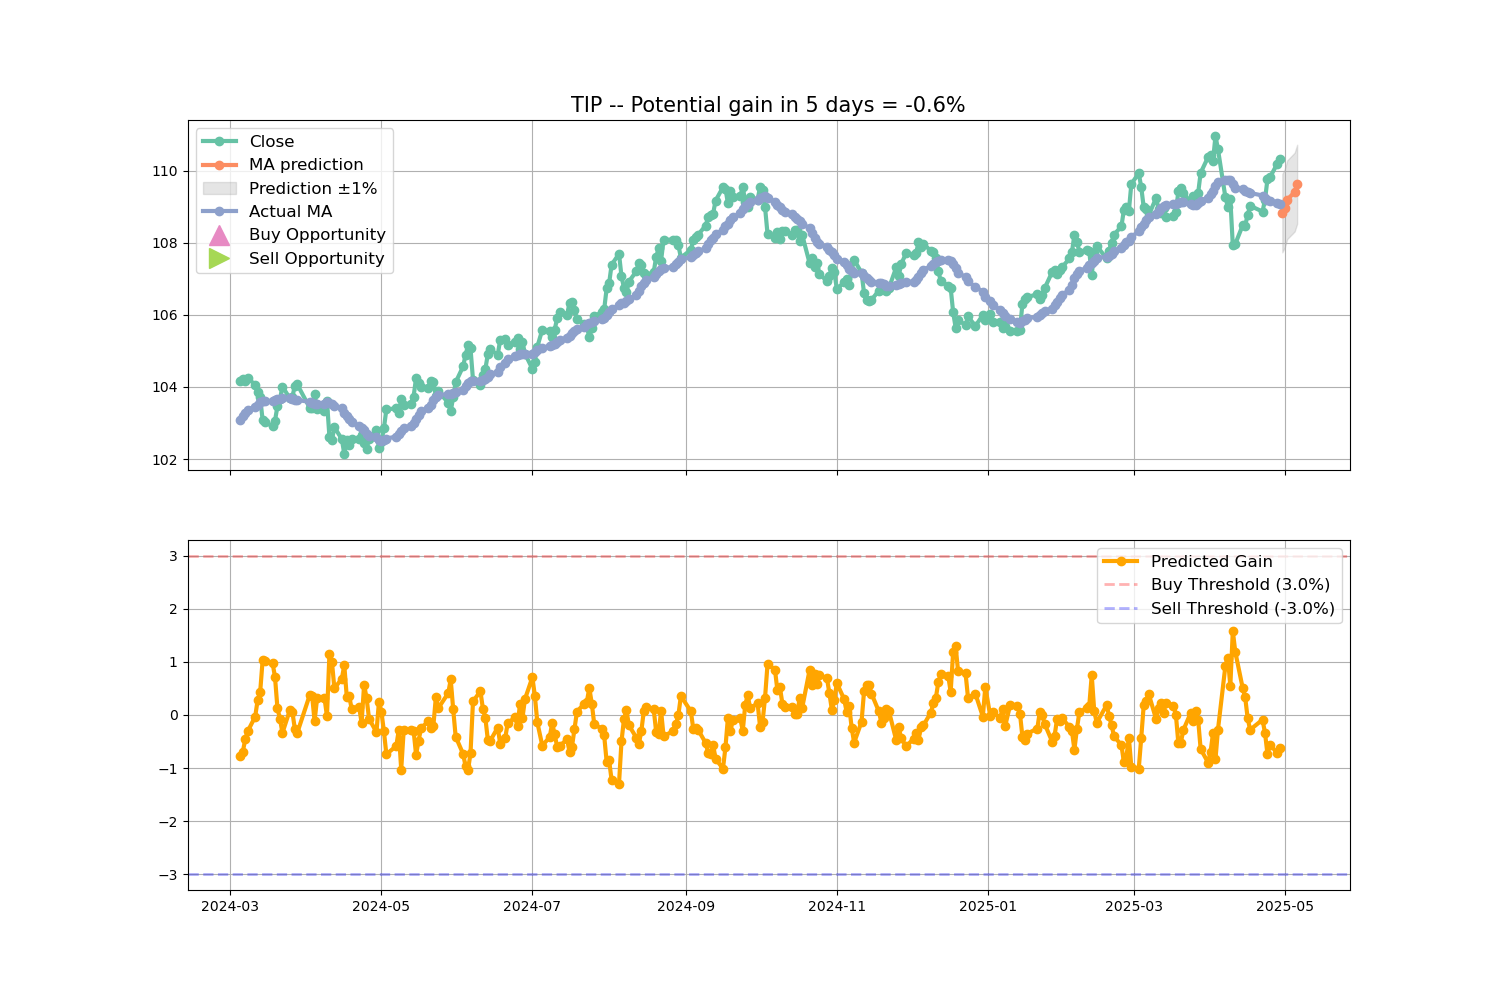 TIP -- Potential gain in 5 days = -0.6%
Close
MA prediction
Prediction ±1%
Actual MA
Buy Opportunity
Sell Opportunity
110
108
106
104
102
Predicted Gain
Buy Threshold (3.0%)
Sell Threshold (-3.0%)
3
2
1
0
−1
−2
−3
2024-03
2024-05
2024-07
2024-09
2024-11
2025-01
2025-03
2025-05